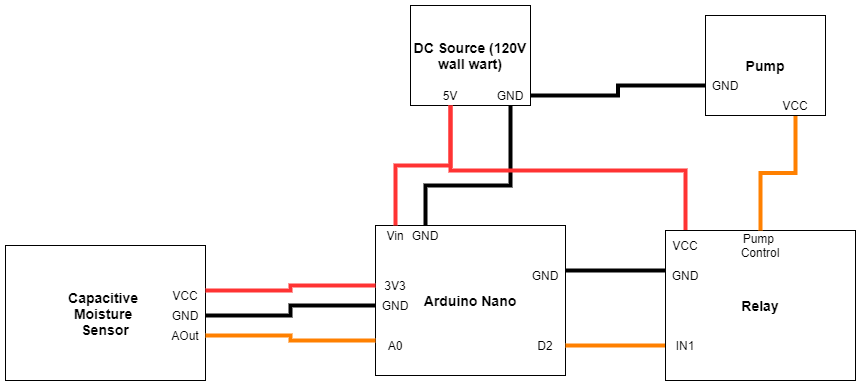 DC Source (120V
wall wart)
5V
GND
Pump
GND
VCC
Vin
GND
3V3
GND
A0
Arduino Nano
GND
D2
VCC
Pump
Control
GND
Relay
IN1
Capacitive
Moisture
Sensor
VCC
GND
AOut